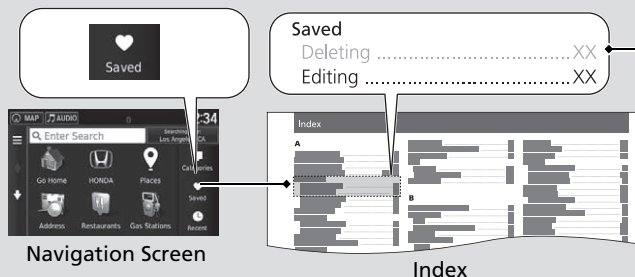 Saved
Saved
Deleting ........................ XX
Editing ........................ XX
MAP AUDIO
0
2:34
Enter Search
Los Angeles, CA
Categories
Go Home
HONDA
Places
Saved
Address
Restaurants
Gas Stations
Recent
Navigation Screen
Index
A
B
Index